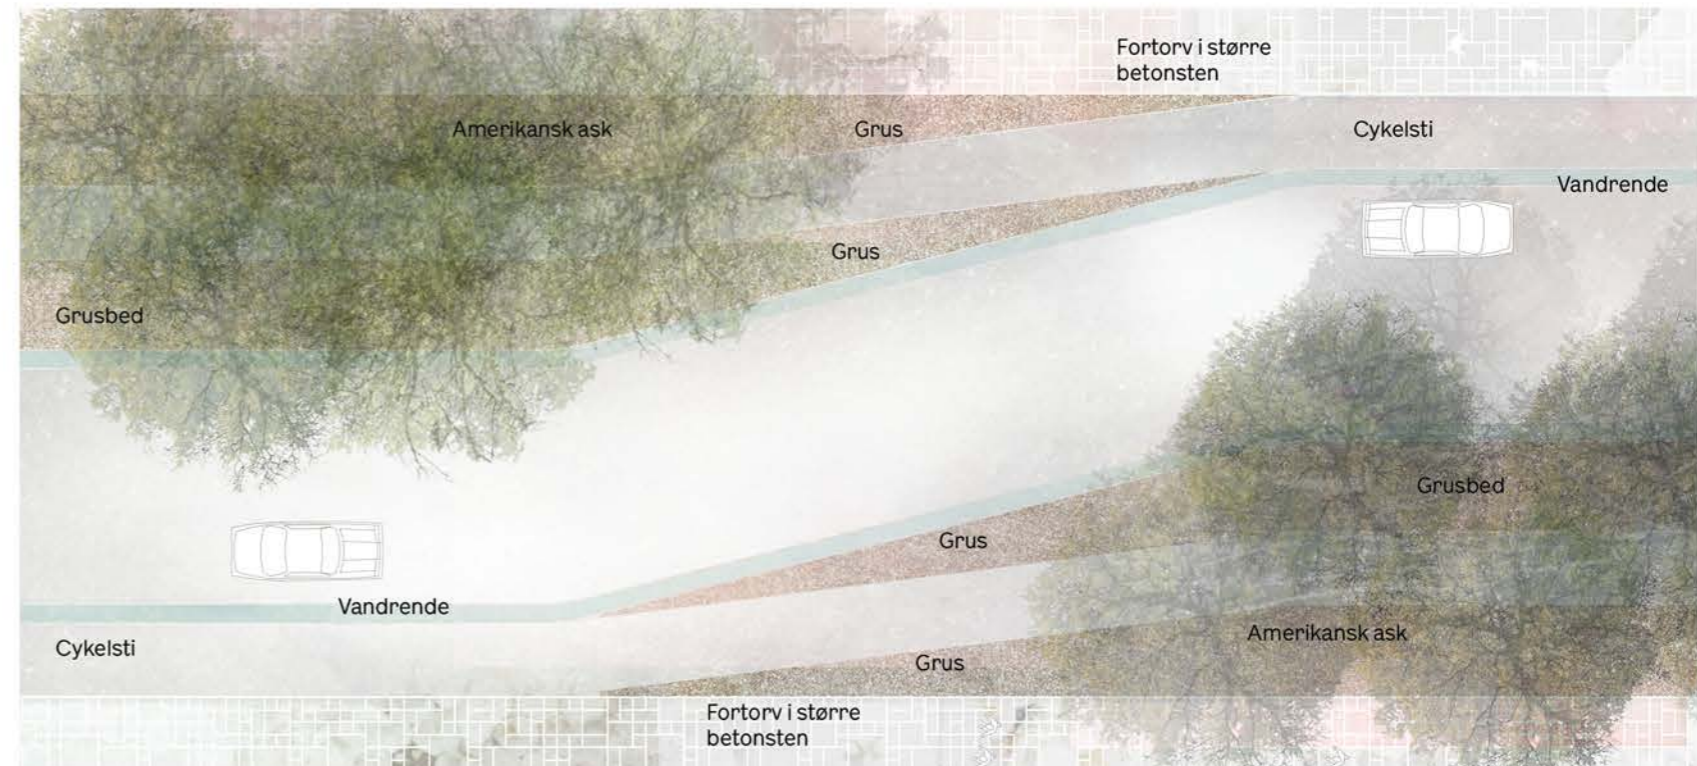 Fortorv i større
betonsten
Amerikansk ask
Grus
Cykelsti
Vandrende
Grus
Grusbed
Grusbed
Grus
Vandrende
Amerikansk ask
Cykelsti
Grus
Fortorv i større
betonsten